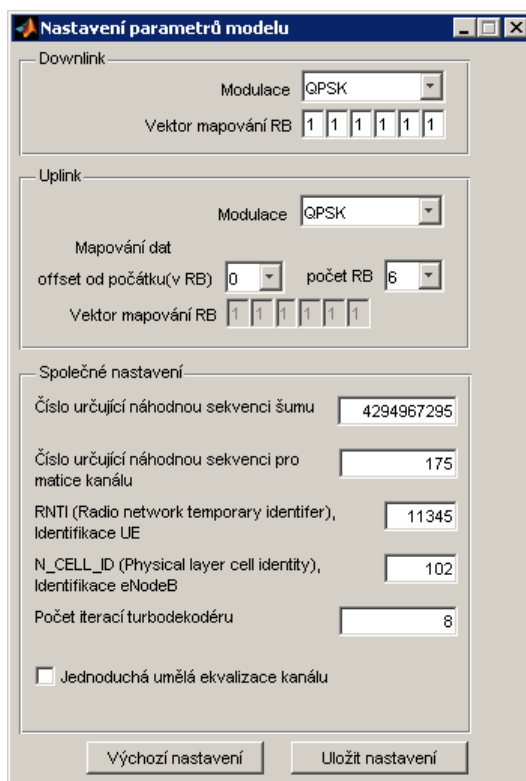 Nastavení parametrů modelu
Downlink
Modulace QPSK
Vektor mapování RB 1 1 1 1 1 1
Uplink
Modulace QPSK
Mapování dat
offset od počátku(v RB) 0 počet RB 6
Vektor mapování RB 1 1 1 1 1 1
Společné nastavení
Číslo určující náhodnou sekvenci šumu 4294967295
Číslo určující náhodnou sekvenci pro
matice kanálu 175
RNTI (Radio network temporary identifer),
Identifikace UE 11345
N_CELL_ID (Physical layer cell identity),
Identifikace eNodeB 102
Počet iterací turbodekodéru 8
Jednoduchá umělá ekvalizace kanálu
Výchozí nastavení Uložit nastavení